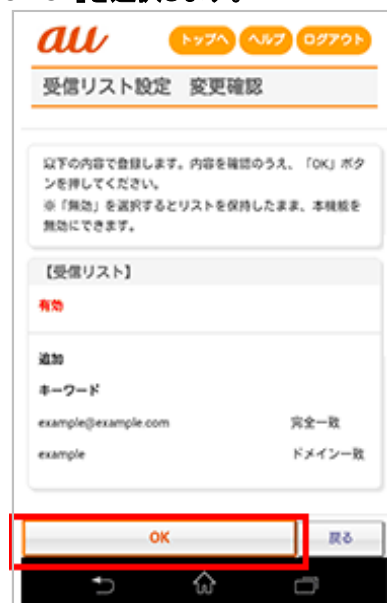 au
トップへ ヘルプ ログアウト
受信リスト設定 変更確認
以下の内容で登録します。内容を確認のうえ、「OK」ボタ
ンを押してください。
※「無効」を選択するとリストを保持したまま、本機能を
無効にできます。
【受信リスト】
有効
追加
キーワード
example@example.com 完全一致
example ドメイン一致
OK 戻る